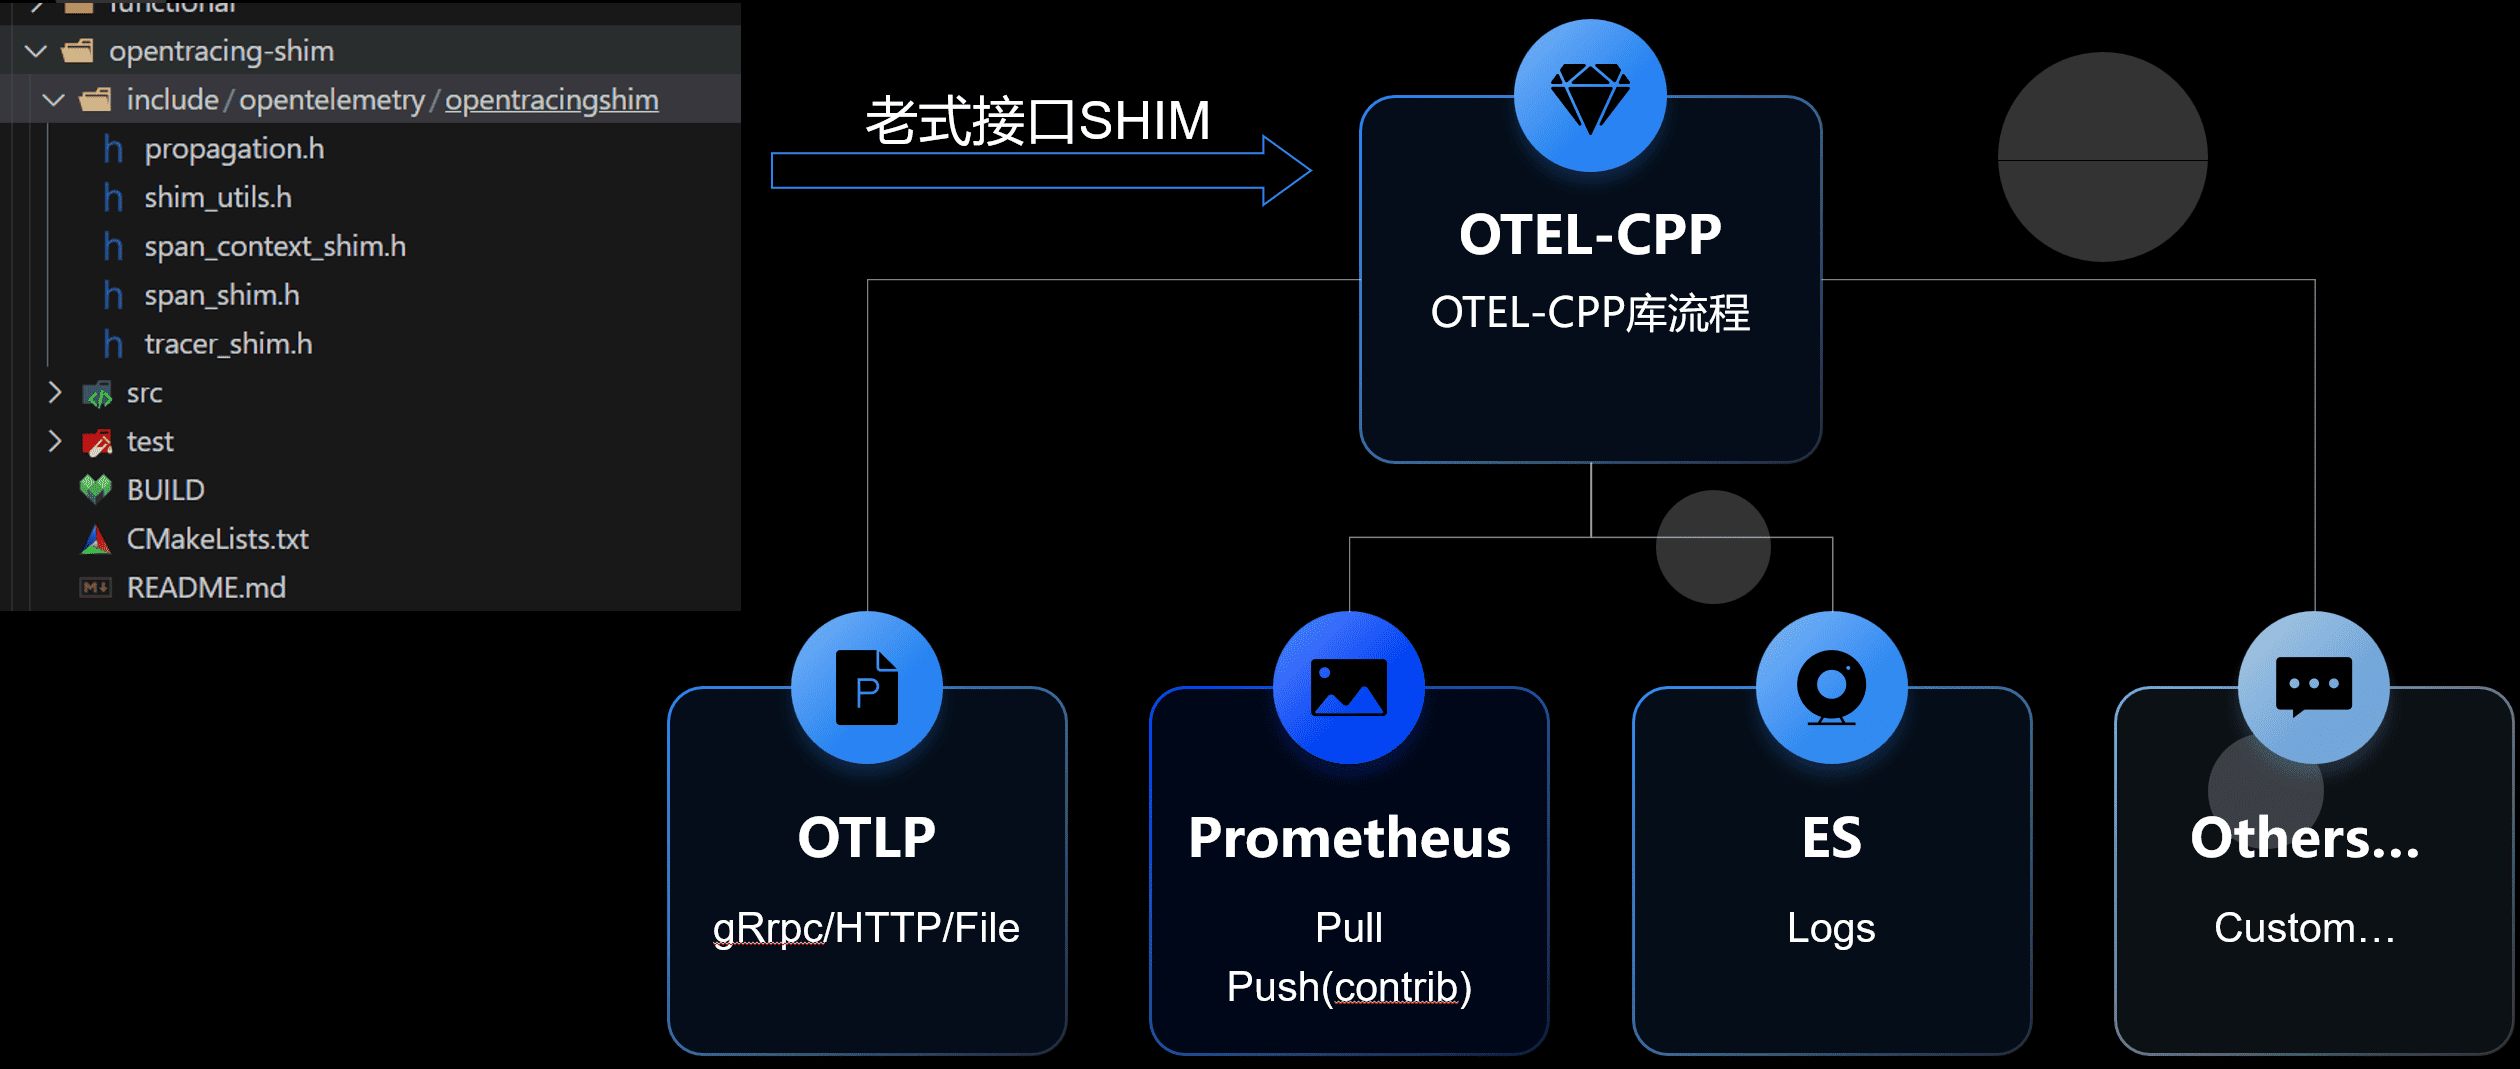 functional
opentracing-shim
include/opentelemetry/opentracingshim
propagation.h
shim_utils.h
span_context_shim.h
span_shim.h
tracer_shim.h
src
test
BUILD
CMakeLists.txt
README.md
老式接口SHIM
OTEL-CPP
OTEL-CPP库流程
P
OTLP
gRrpc/HTTP/File
Prometheus
Pull
Push(contrib)
ES
Logs
Others...
Custom…